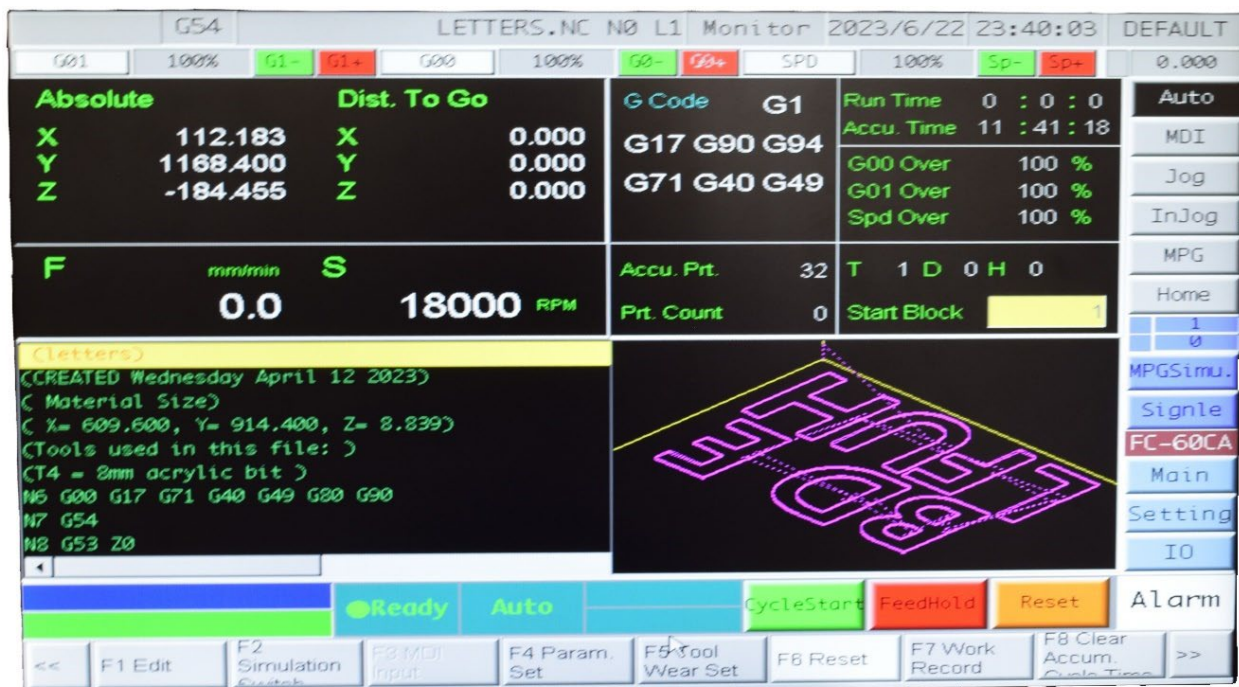 G54 LETTERS.NC N0 L1 Monitor 2023/6/22 23:40:03 DEFAULT
G01 100% G1- G1+ G00 100% G0- G0+ SPD 100% Sp- Sp+ 0.000
Absolute Dist. To Go
X 112.183 X 0.000
Y 1168.400 Y 0.000
Z -184.455 Z 0.000
G Code G1
G17 G90 G94
G71 G40 G49
Run Time 0 : 0 : 0
Accu. Time 11 : 41 : 18
G00 Over 100 %
G01 Over 100 %
Spd Over 100 %
F mm/min S
0.0 18000 RPM
Accu. Prt. 32
Prt. Count 0
T 1 D 0 H 0
Start Block 1
(letters)
(CREATED Wednesday April 12 2023)
( Material Size)
( X= 609.600, Y= 914.400, Z= 8.839)
(Tools used in this file: )
(T4 = 8mm acrylic bit )
N6 G00 G17 G71 G40 G49 G80 G90
N7 G54
N8 G53 Z0
LFUH
BDE
Auto
MDI
Jog
InJog
MPG
Home
1
0
MPGSimu.
Signle
FC-60CA
Main
Setting
IO
Ready Auto CycleStart FeedHold Reset Alarm
<< F1 Edit F2 Simulation Switch F3 MDI Input F4 Param. Set F5 Tool Wear Set F6 Reset F7 Work Record F8 Clear Accum. Cycle Time >>